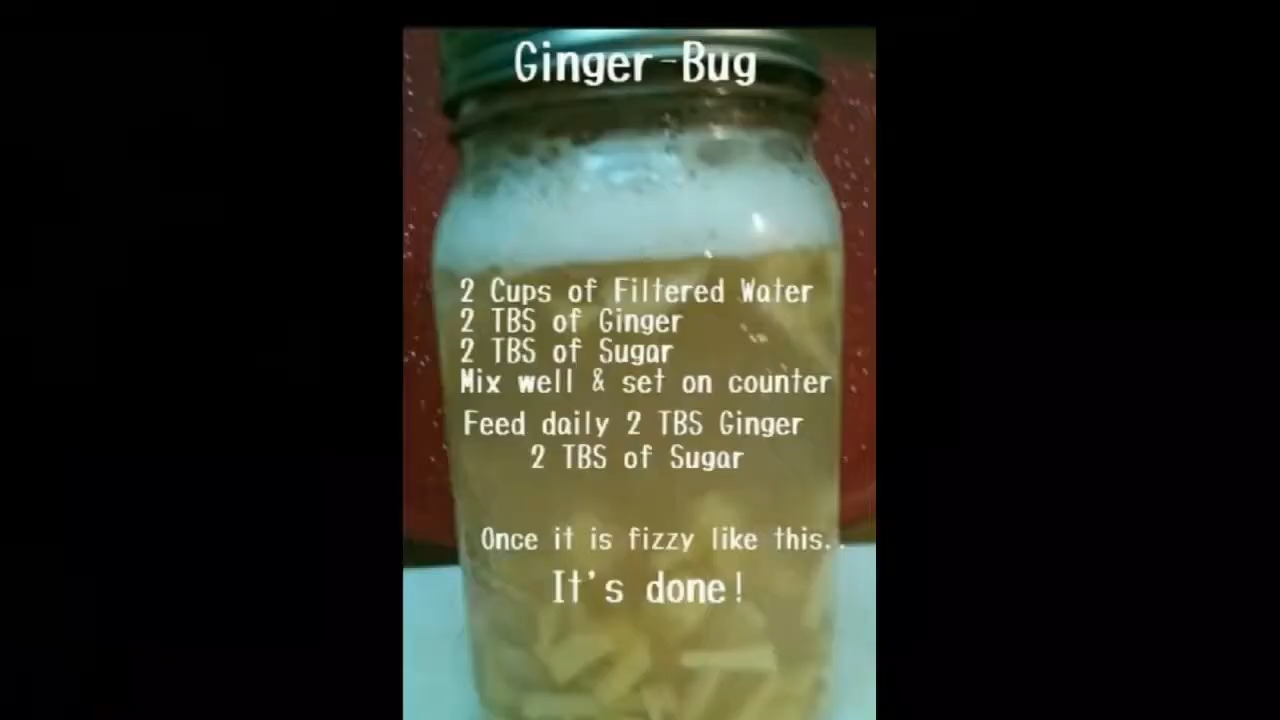 Ginger-Bug
2 Cups of Filtered Water
2 TBS of Ginger
2 TBS of Sugar
Mix well & set on counter
Feed daily 2 TBS Ginger
2 TBS of Sugar
Once it is fizzy like this..
It's done!